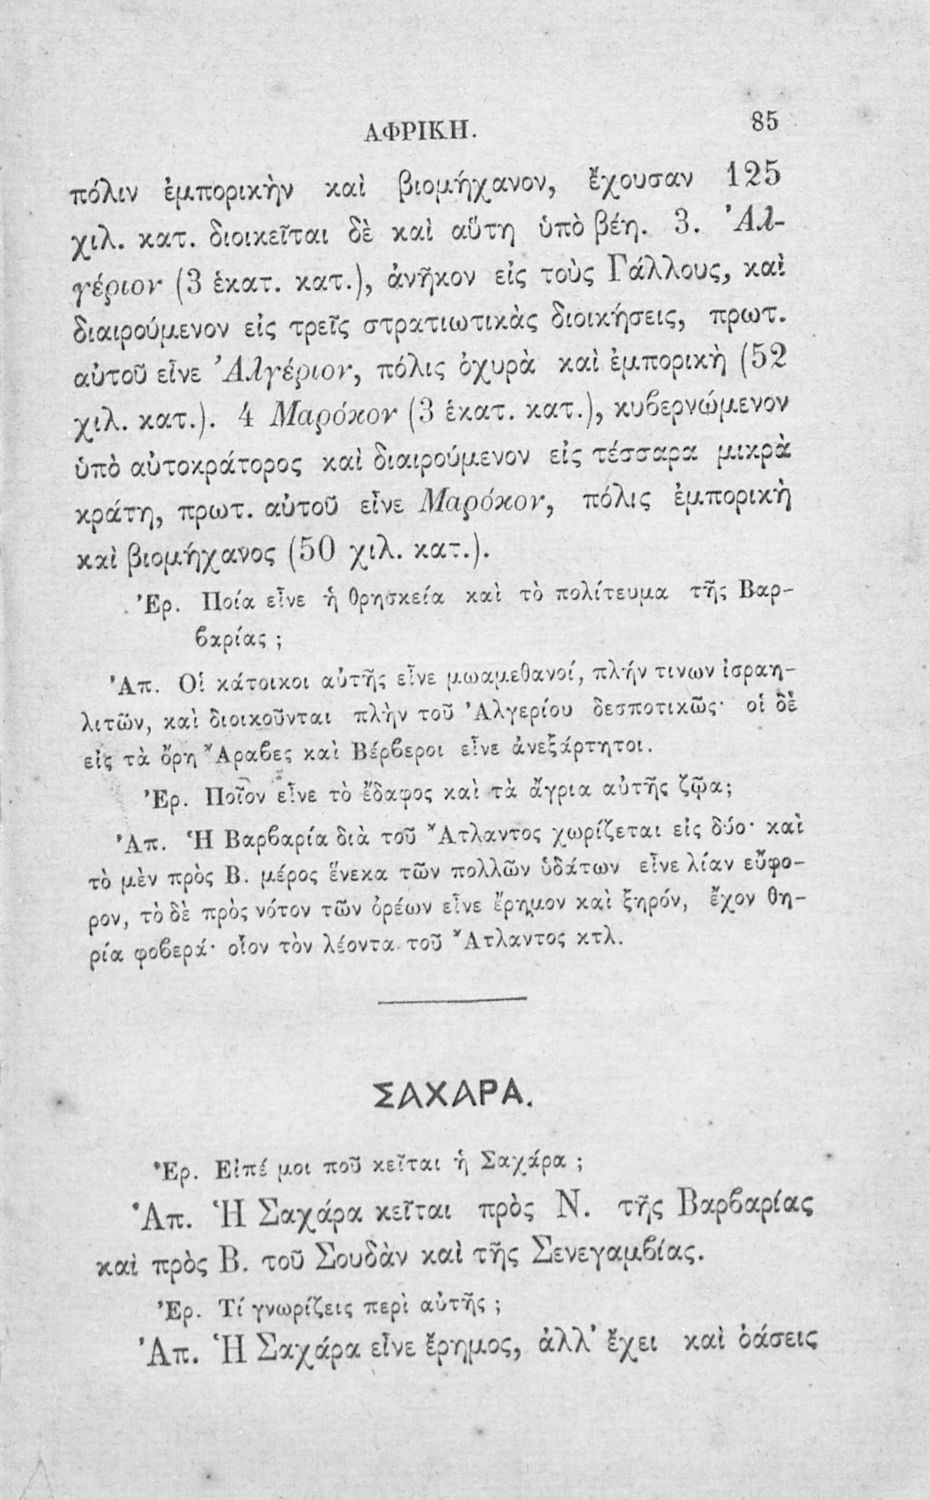 ΑΦΡΙΚΗ. 85
πόλιν ἐμπορικὴν καὶ βιομήχανον, ἔχουσαν 125
χιλ. κατ. διοικεῖται δὲ καὶ αὕτη ὑπὸ βέη. 3. Ἀλ-
γέριον (3 ἑκατ. κατ.), ἀνῆκον εἰς τοὺς Γάλλους, καὶ
διαιρούμενον εἰς τρεῖς στρατιωτικὰς διοικήσεις, πρωτ.
αὐτοῦ εἶνε Ἀλγέριον, πόλις ὀχυρὰ καὶ ἐμπορικὴ (52
χιλ. κατ.). 4 Μαρόκον (3 ἑκατ. κατ.), κυϐερνώμενον
ὑπὸ αὐτοκράτορος καὶ διαιρούμενον εἰς τέσσαρα μικρὰ
κράτη, πρωτ. αὐτοῦ εἶνε Μαρόκον, πόλις ἐμπορικὴ
καὶ βιομήχανος (50 χιλ. κατ.).
Ἐρ. Ποία εἶνε ἡ θρησκεία καὶ τὸ πολίτευμα τῆς Βαρ-
ϐαρίας ;
Ἀπ. Οἱ κάτοικοι αὐτῆς εἶνε μωαμεθανοί, πλήν τινων ἰσραη-
λιτῶν, καὶ διοικοῦνται πλὴν τοῦ Ἀλγερίου δεσποτικῶς· οἱ δὲ
εἰς τὰ ὄρη Ἄραϐες καὶ Βέρϐεροι εἶνε ἀνεξάρτητοι.
Ἐρ. Ποῖον εἶνε τὸ ἔδαφος καὶ τὰ ἄγρια αὐτῆς ζῷα;
Ἀπ. Ἡ Βαρϐαρία διὰ τοῦ Ἄτλαντος χωρίζεται εἰς δύο· καὶ
τὸ μὲν πρὸς Β. μέρος ἕνεκα τῶν πολλῶν ὑδάτων εἶνε λίαν εὔφο-
ρον, τὸ δὲ πρὸς νότον τῶν ὀρέων εἶνε ἔρημον καὶ ξηρόν, ἔχον θη-
ρία φοϐερά· οἷον τὸν λέοντα τοῦ Ἄτλαντος κτλ.
ΣΑΧΑΡΑ.
Ἐρ. Εἰπέ μοι ποῦ κεῖται ἡ Σαχάρα ;
Ἀπ. Ἡ Σαχάρα κεῖται πρὸς Ν. τῆς Βαρϐαρίας
καὶ πρὸς Β. τοῦ Σουδὰν καὶ τῆς Σενεγαμϐίας.
Ἐρ. Τί γνωρίζεις περὶ αὐτῆς ;
Ἀπ. Ἡ Σαχάρα εἶνε ἔρημος, ἀλλ' ἔχει καὶ ὀάσεις